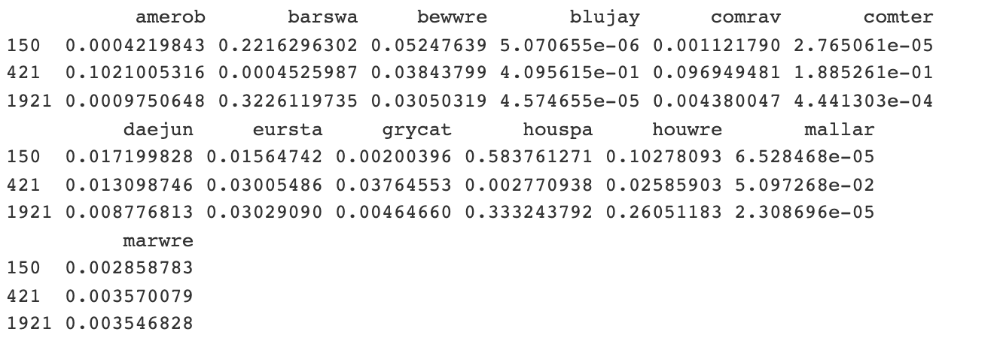 amerob barswa bewwre blujay comrav comter
150 0.0004219843 0.2216296302 0.05247639 5.070655e-06 0.001121790 2.765061e-05
421 0.1021005316 0.0004525987 0.03843799 4.095615e-01 0.096949481 1.885261e-01
1921 0.0009750648 0.3226119735 0.03050319 4.574655e-05 0.004380047 4.441303e-04
daejun eursta grycat houspa houwre mallar
150 0.017199828 0.01564742 0.00200396 0.583761271 0.10278093 6.528468e-05
421 0.013098746 0.03005486 0.03764553 0.002770938 0.02585903 5.097268e-02
1921 0.008776813 0.03029090 0.00464660 0.333243792 0.26051183 2.308696e-05
marwre
150 0.002858783
421 0.003570079
1921 0.003546828